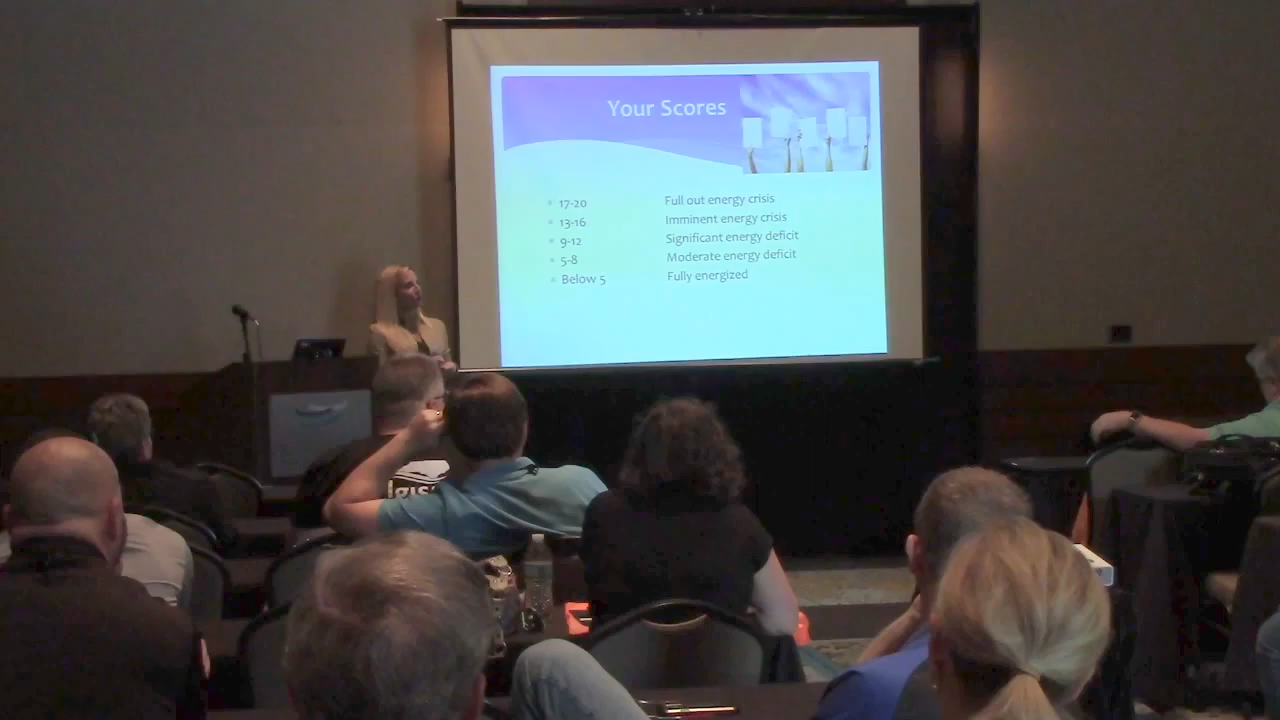 Your Scores
17-20 Full out energy crisis
13-16 Imminent energy crisis
9-12 Significant energy deficit
5-8 Moderate energy deficit
Below 5 Fully energized